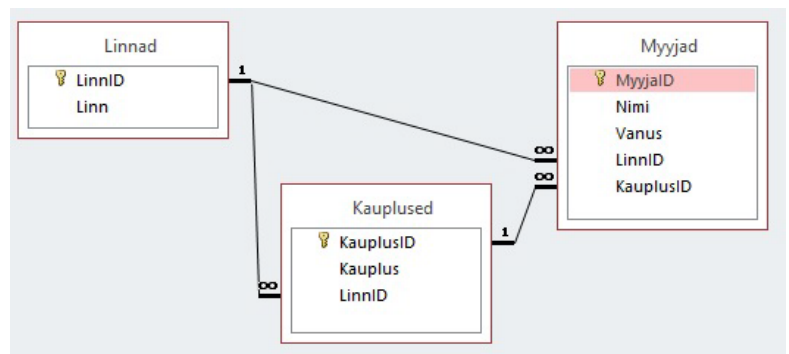 Linnad
LinnID
Linn
1
∞
Kauplused
KauplusID
Kauplus
LinnID
1
∞
∞
Myyjad
MyyjaID
Nimi
Vanus
LinnID
KauplusID